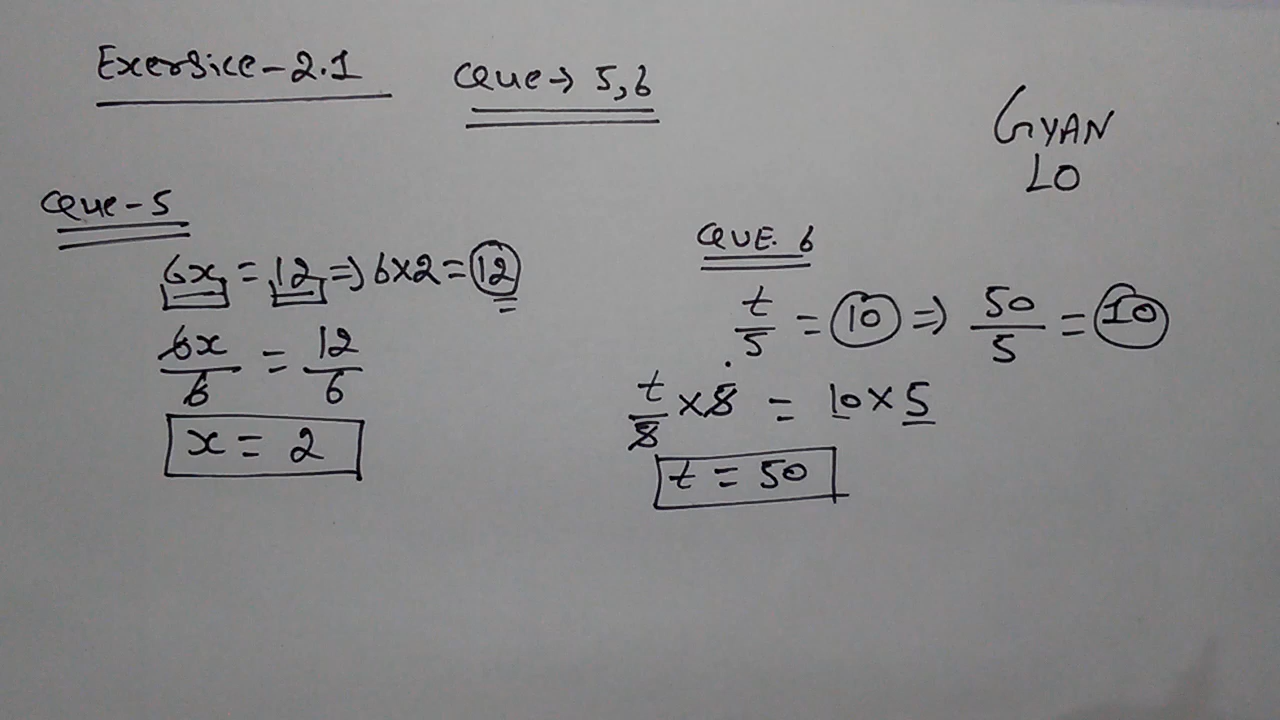 Exersice-2.1
Que→ 5,6
GYAN
LO
Que-5
6x = 12 ⇒ 6×2 = 12
6x/6 = 12/6
x = 2
QUE. 6
t/5 = 10 ⇒ 50/5 = 10
t/5 × 5 = 10 × 5
t = 50